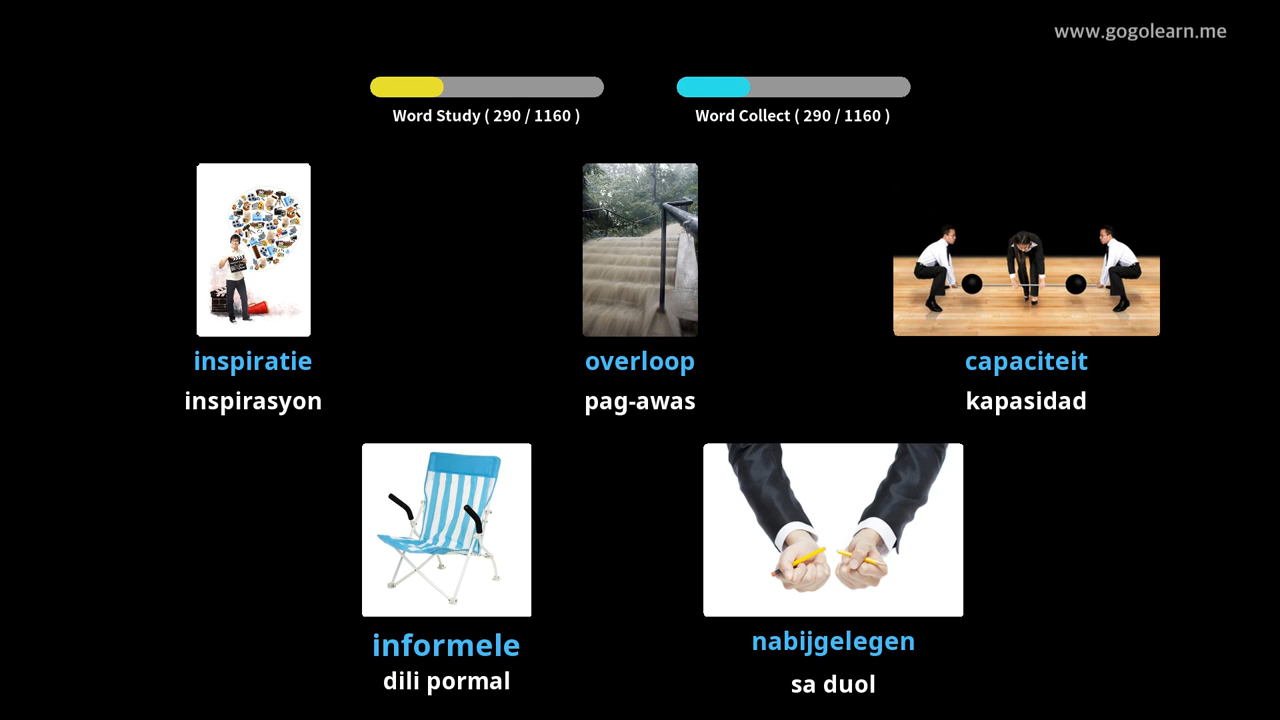 www.gogolearn.me
Word Study ( 290 / 1160 )
Word Collect ( 290 / 1160 )
inspiratie
inspirasyon
overloop
pag-awas
capaciteit
kapasidad
informele
dili pormal
nabijgelegen
sa duol